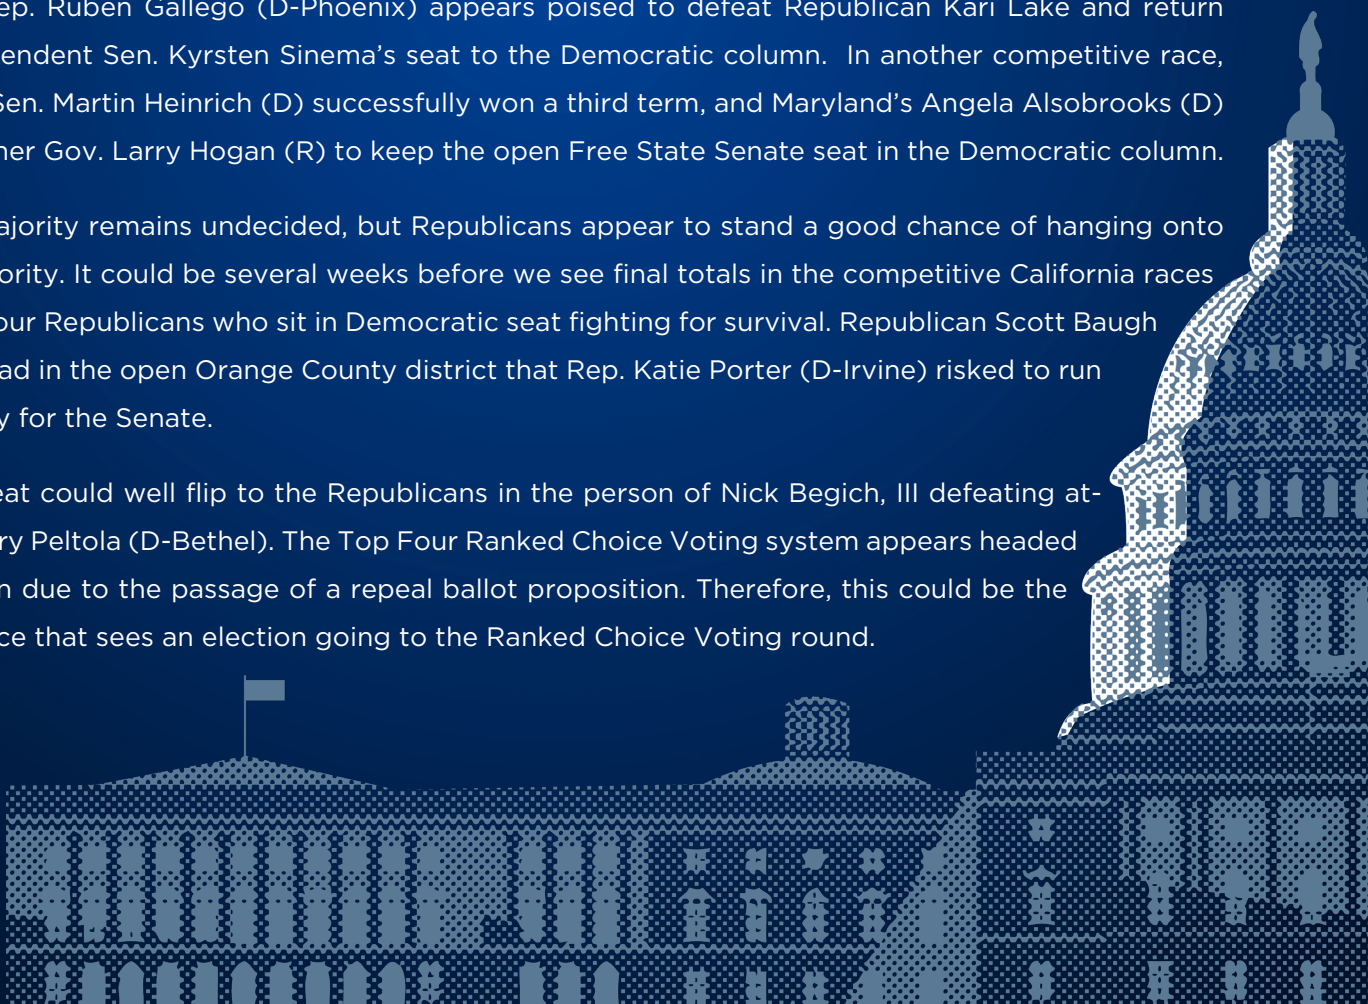 ep. Ruben Gallego (D-Phoenix) appears poised to defeat Republican Kari Lake and return
endent Sen. Kyrsten Sinema’s seat to the Democratic column. In another competitive race,
Sen. Martin Heinrich (D) successfully won a third term, and Maryland’s Angela Alsobrooks (D)
ner Gov. Larry Hogan (R) to keep the open Free State Senate seat in the Democratic column.
ajority remains undecided, but Republicans appear to stand a good chance of hanging onto
ority. It could be several weeks before we see final totals in the competitive California races
our Republicans who sit in Democratic seat fighting for survival. Republican Scott Baugh
ad in the open Orange County district that Rep. Katie Porter (D-Irvine) risked to run
y for the Senate.
eat could well flip to the Republicans in the person of Nick Begich, III defeating at-
ry Peltola (D-Bethel). The Top Four Ranked Choice Voting system appears headed
n due to the passage of a repeal ballot proposition. Therefore, this could be the
ce that sees an election going to the Ranked Choice Voting round.